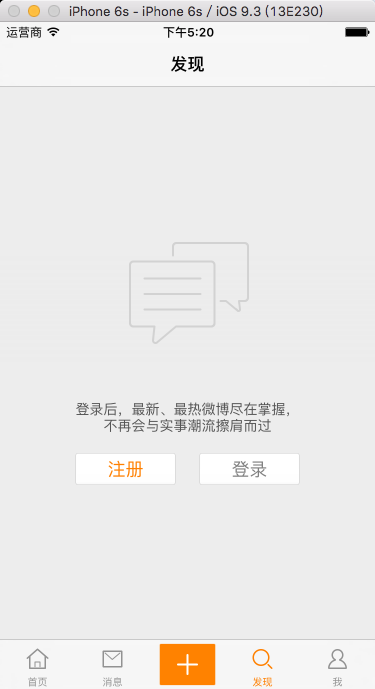 iPhone 6s - iPhone 6s / iOS 9.3 (13E230)
运营商 下午5:20
发现
登录后，最新、最热微博尽在掌握，
不再会与实事潮流擦肩而过
注册 登录
首页 消息 发现 我